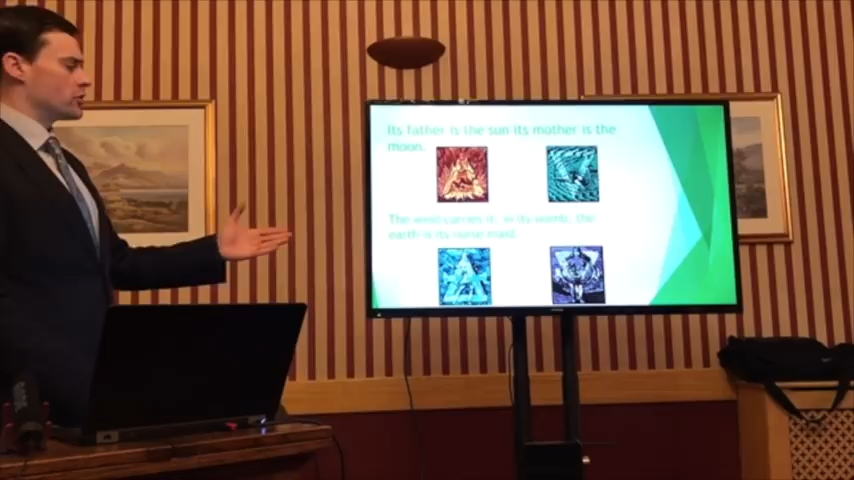 Its father is the sun its mother is the
moon.
The wind carries it in its womb, the
earth is its nurse maid.